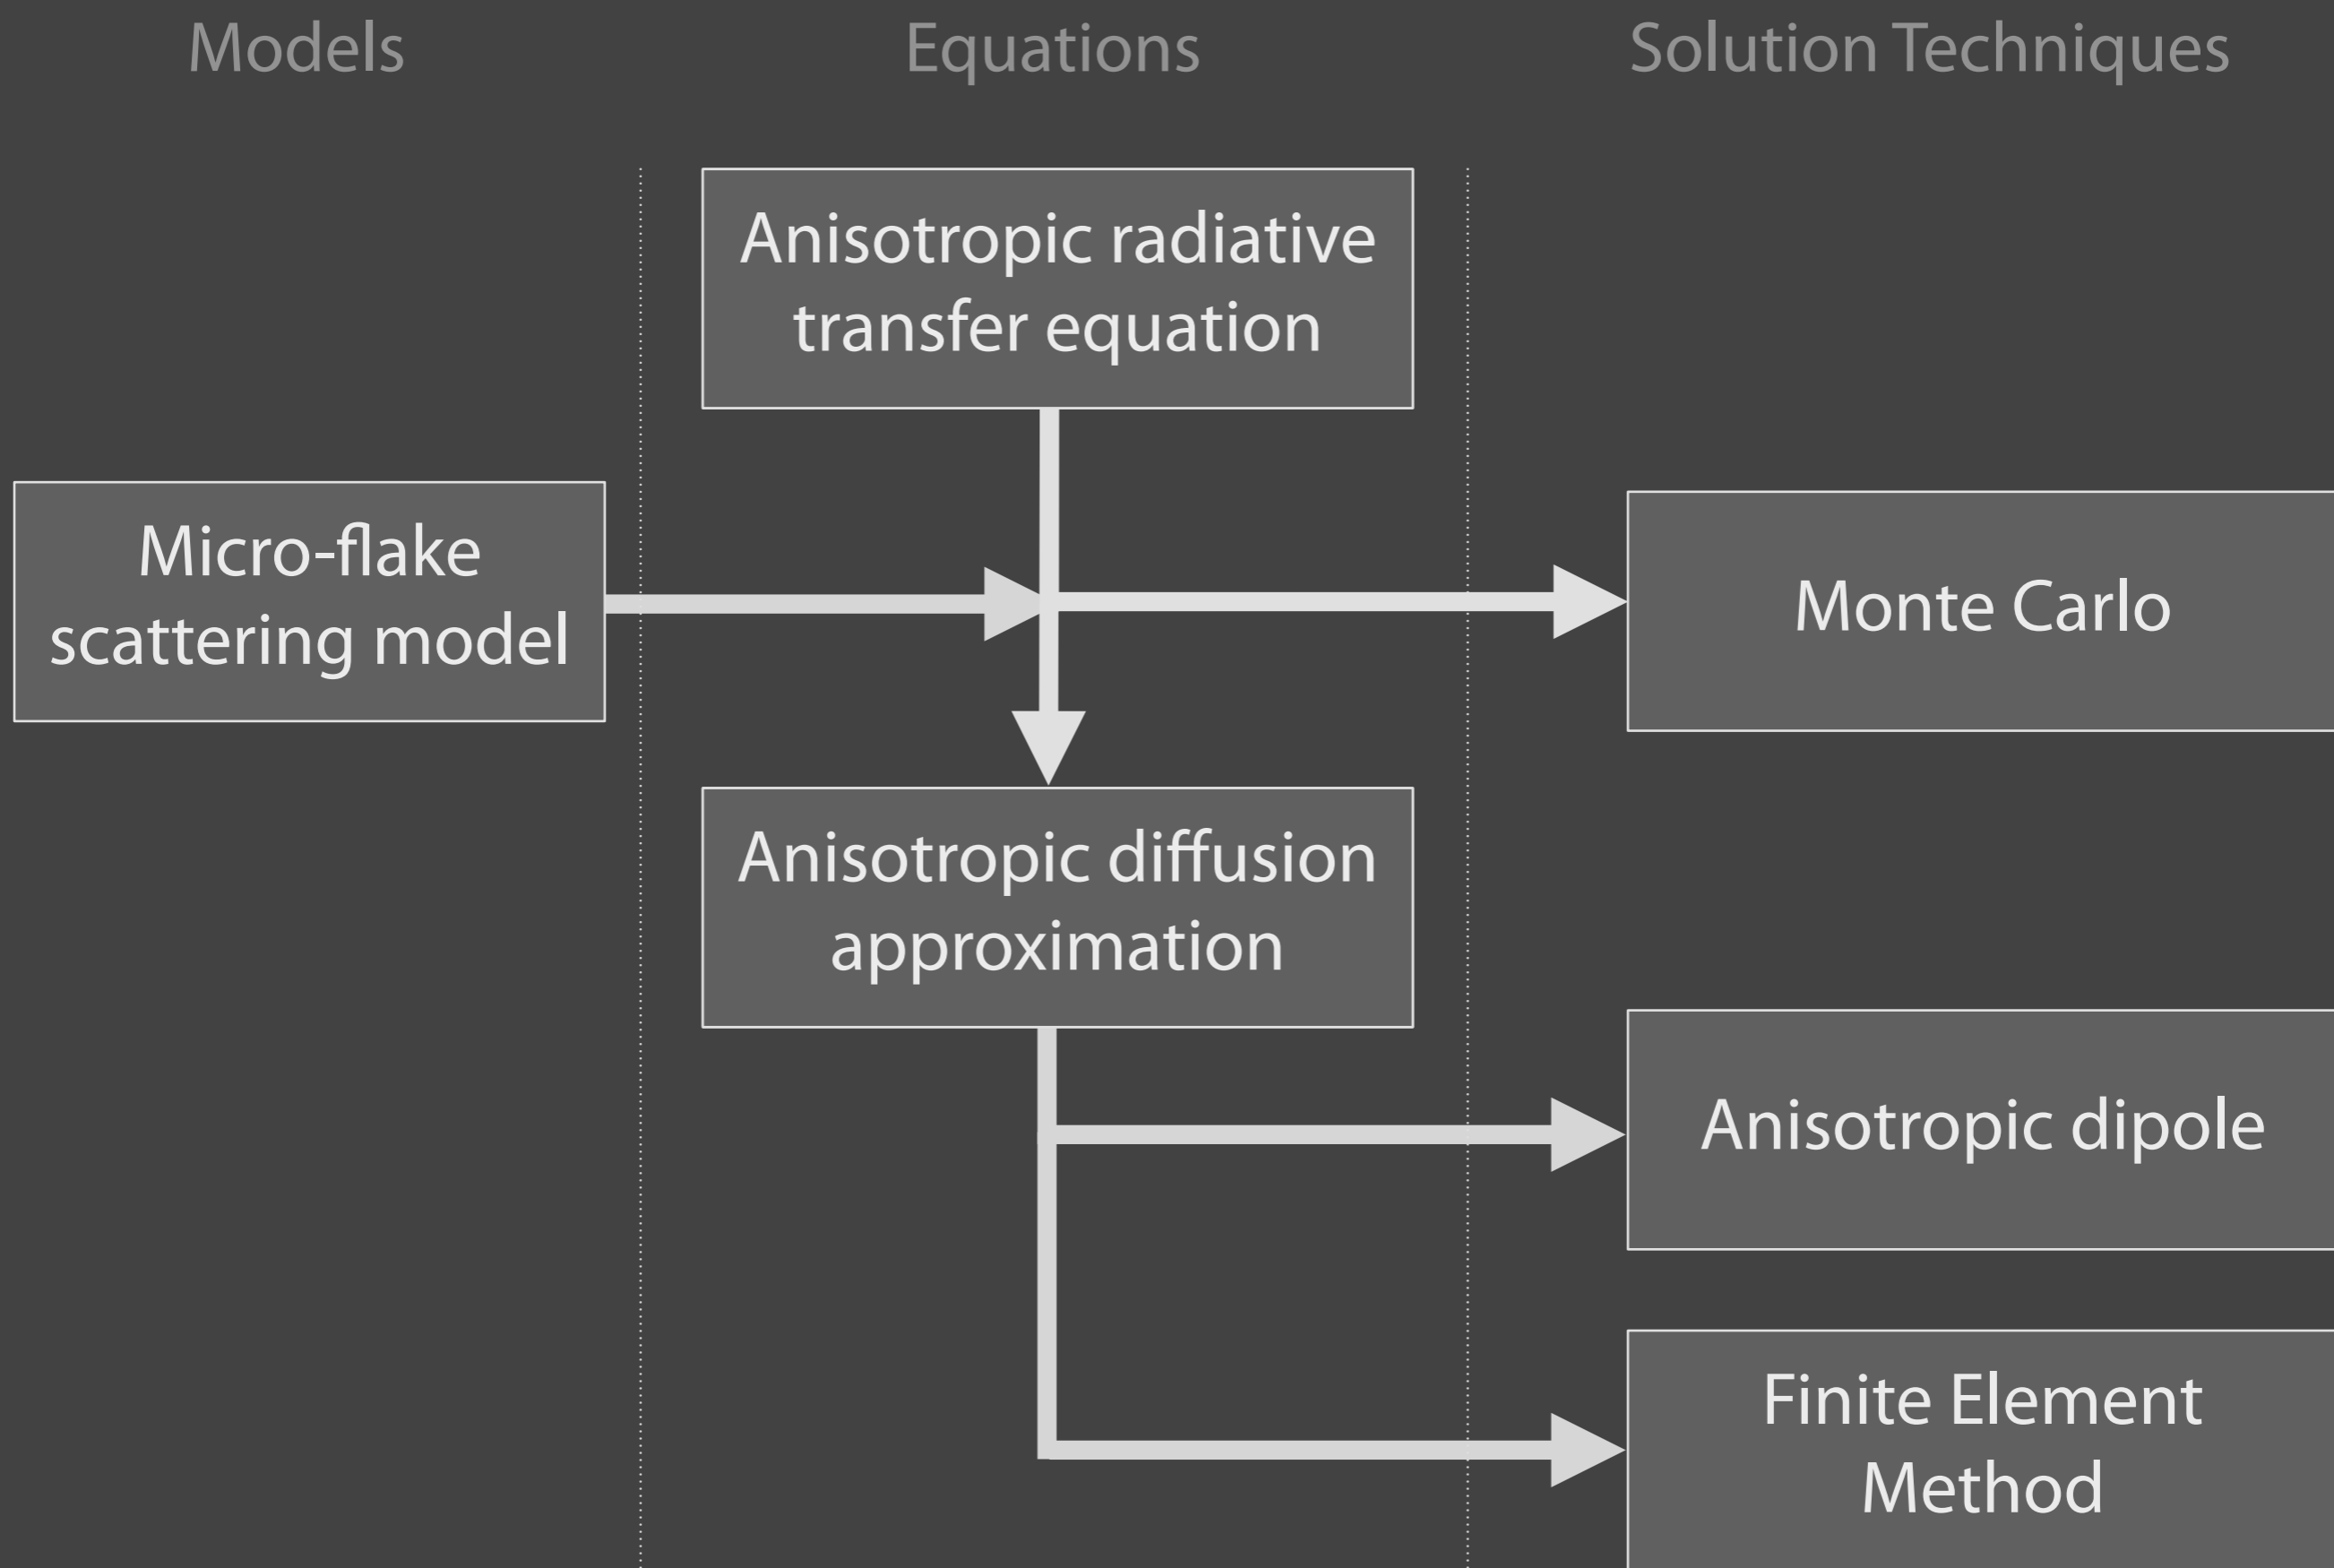 Models
Equations
Solution Techniques
Anisotropic radiative
transfer equation
Micro-flake
scattering model
Monte Carlo
Anisotropic diffusion
approximation
Anisotropic dipole
Finite Element
Method